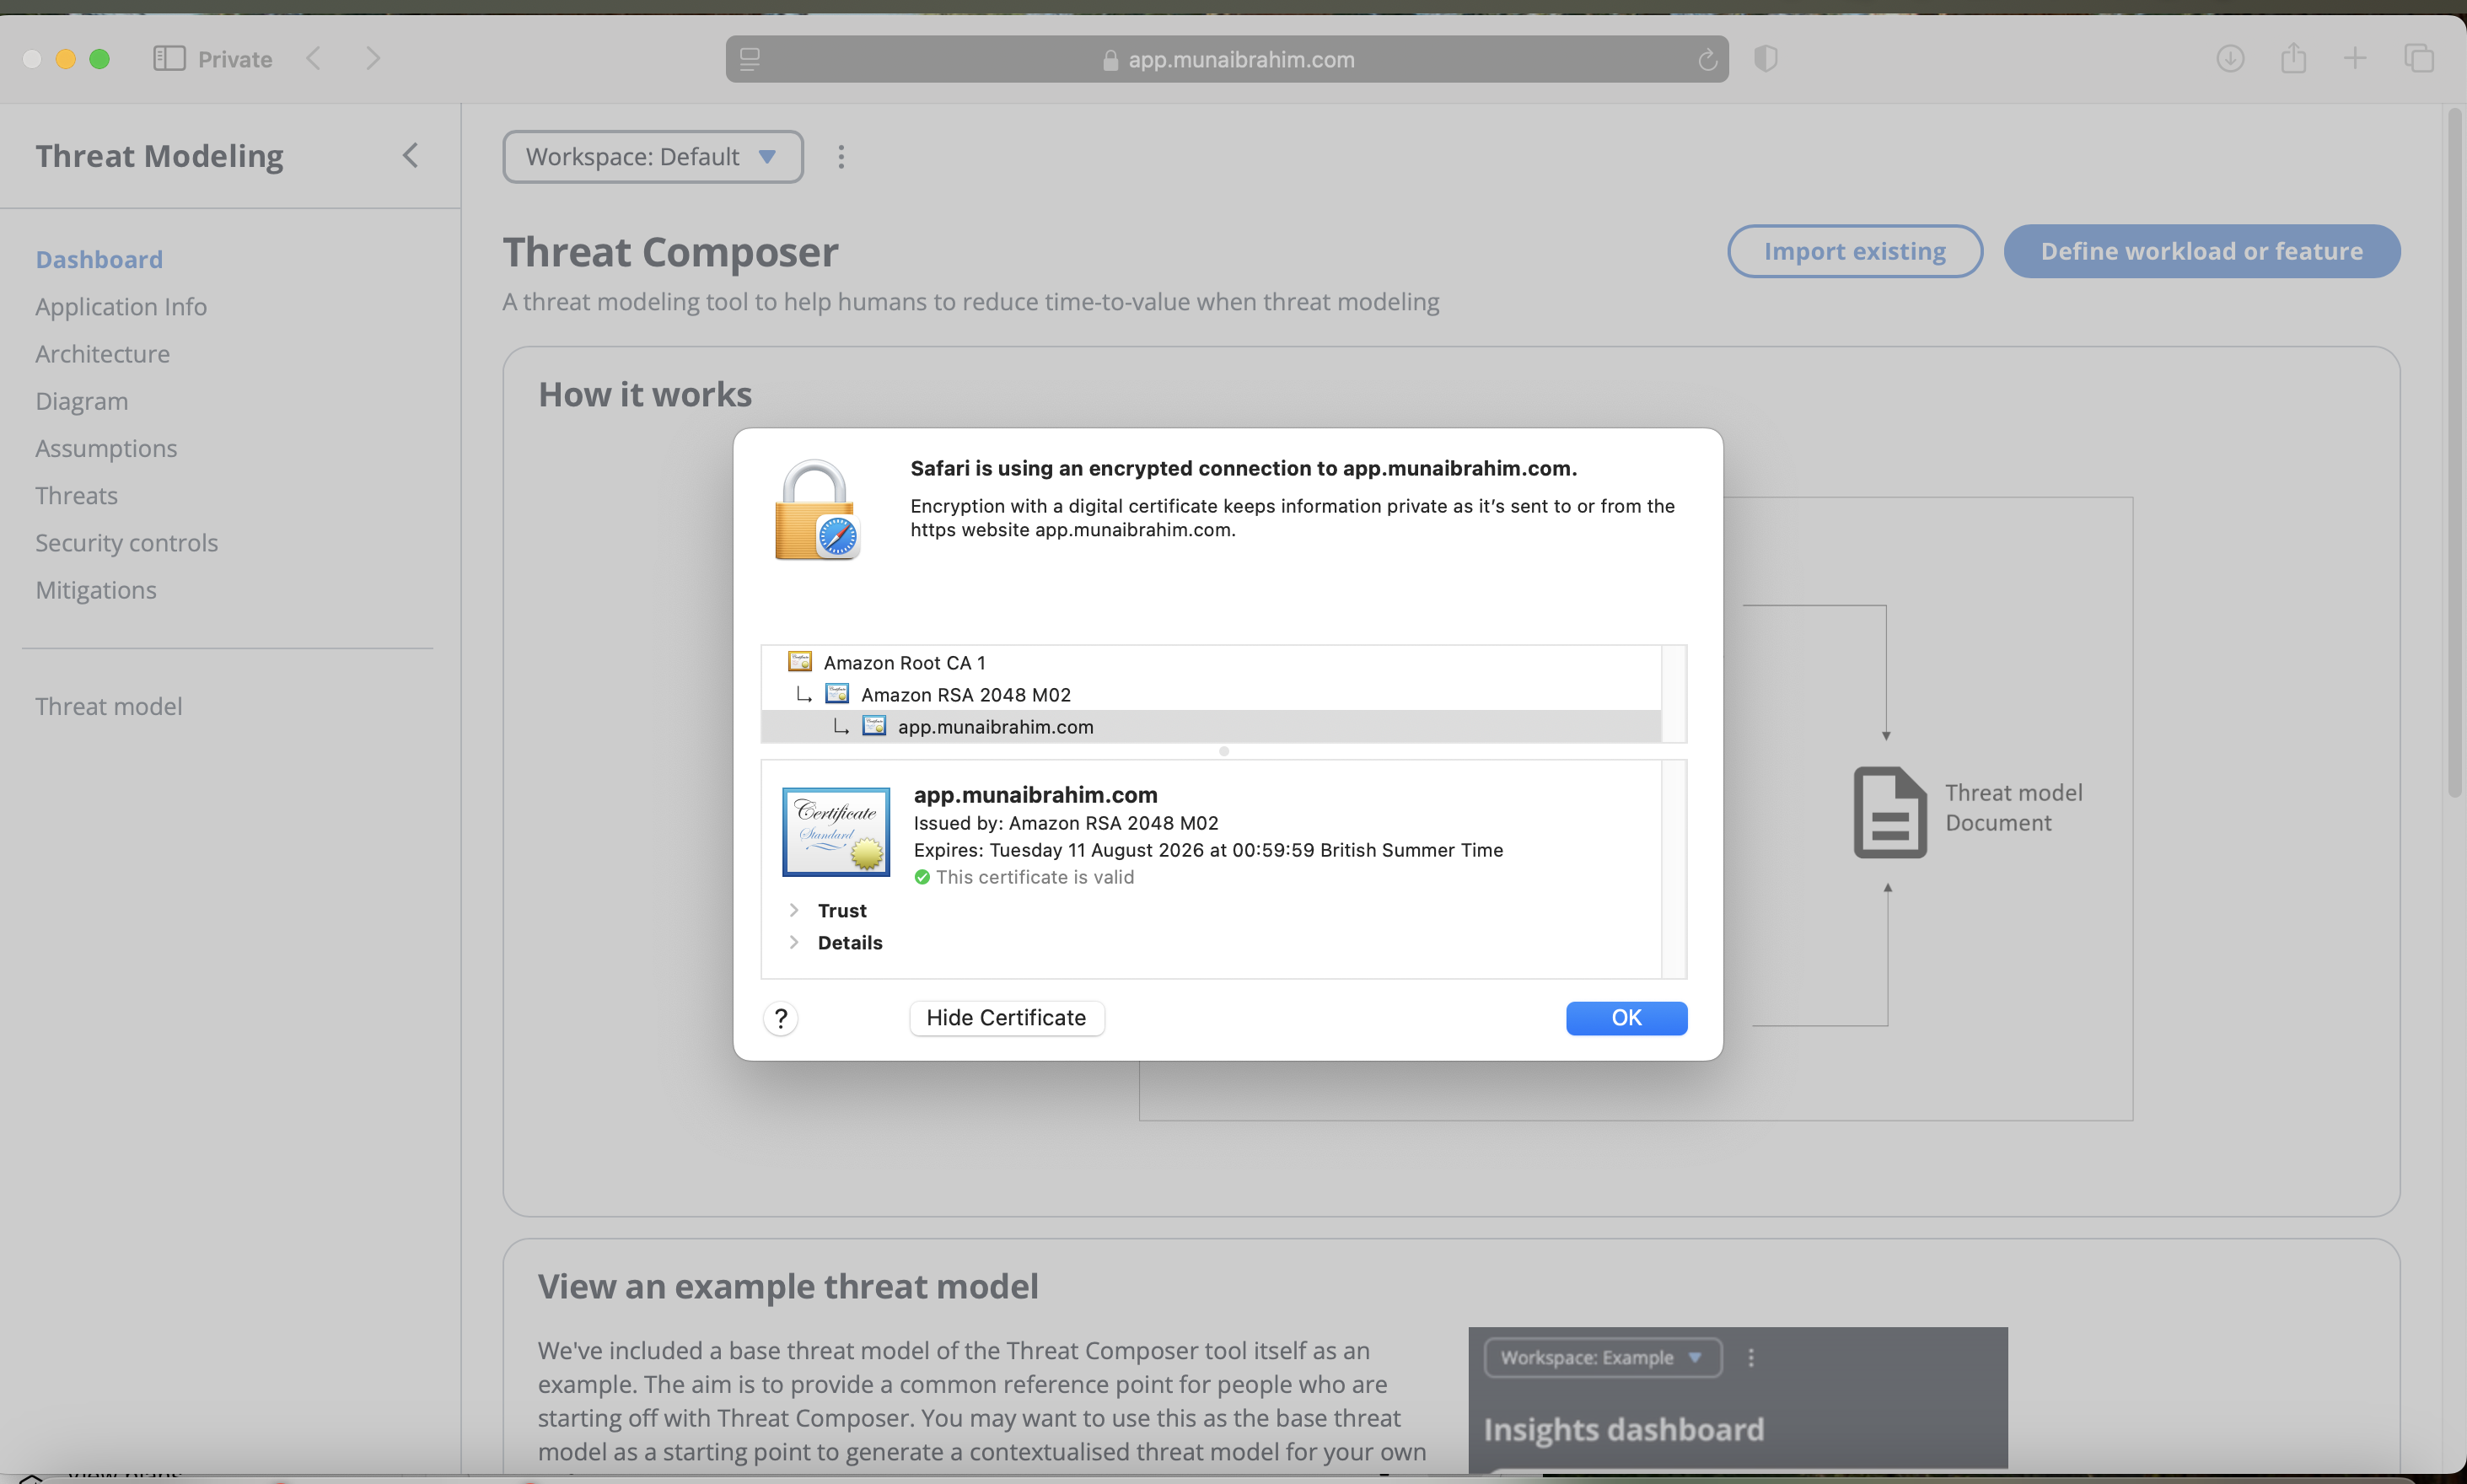 Private
app.munaibrahim.com
Threat Modeling
Dashboard
Application Info
Architecture
Diagram
Assumptions
Threats
Security controls
Mitigations
Threat model
Workspace: Default
Threat Composer
Import existing
Define workload or feature
A threat modeling tool to help humans to reduce time-to-value when threat modeling
How it works
Safari is using an encrypted connection to app.munaibrahim.com.
Encryption with a digital certificate keeps information private as it’s sent to or from the
https website app.munaibrahim.com.
Amazon Root CA 1
Amazon RSA 2048 M02
app.munaibrahim.com
Certificate
Standard
app.munaibrahim.com
Issued by: Amazon RSA 2048 M02
Expires: Tuesday 11 August 2026 at 00:59:59 British Summer Time
This certificate is valid
Trust
Details
?
Hide Certificate
OK
Threat model
Document
View an example threat model
We've included a base threat model of the Threat Composer tool itself as an
example. The aim is to provide a common reference point for people who are
starting off with Threat Composer. You may want to use this as the base threat
model as a starting point to generate a contextualised threat model for your own
Workspace: Example
Insights dashboard